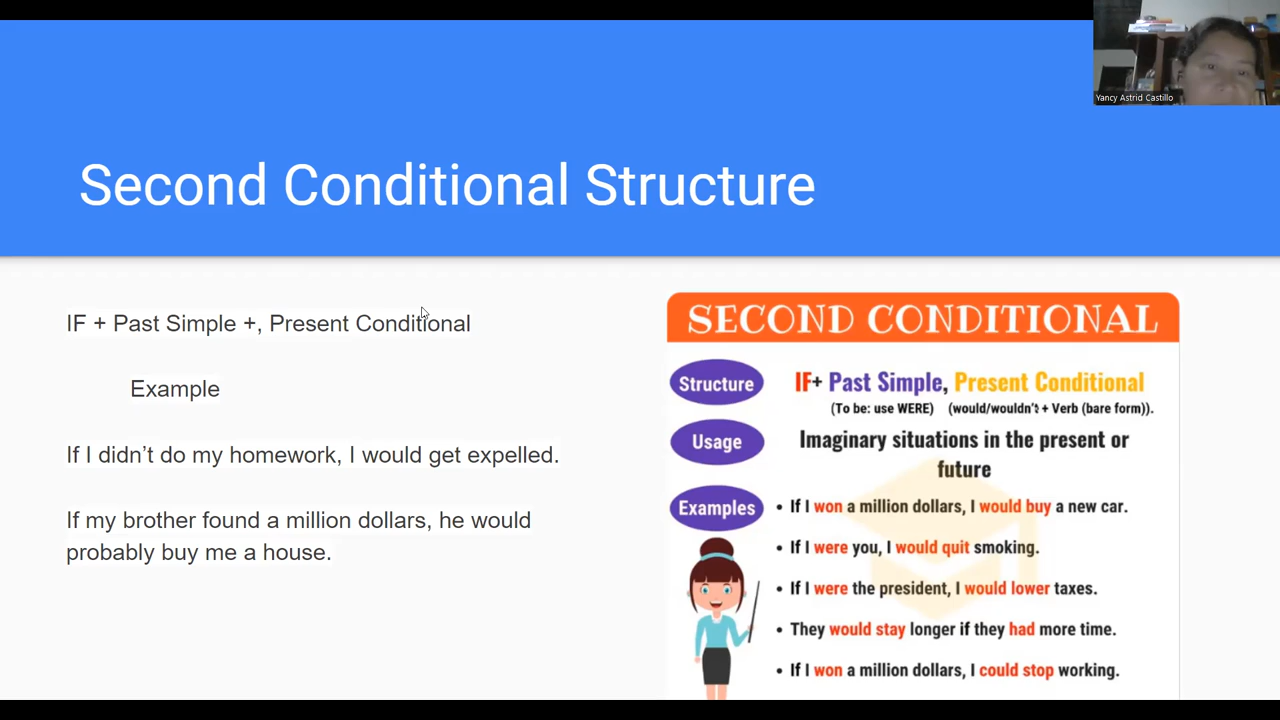 Yancy Astrid Castillo
Second Conditional Structure
IF + Past Simple +, Present Conditional
Example
If I didn’t do my homework, I would get expelled.
If my brother found a million dollars, he would
probably buy me a house.
SECOND CONDITIONAL
Structure
IF+ Past Simple, Present Conditional
(To be: use WERE) (would/wouldn't + Verb (bare form)).
Usage
Imaginary situations in the present or
future
Examples
• If I won a million dollars, I would buy a new car.
• If I were you, I would quit smoking.
• If I were the president, I would lower taxes.
• They would stay longer if they had more time.
• If I won a million dollars, I could stop working.